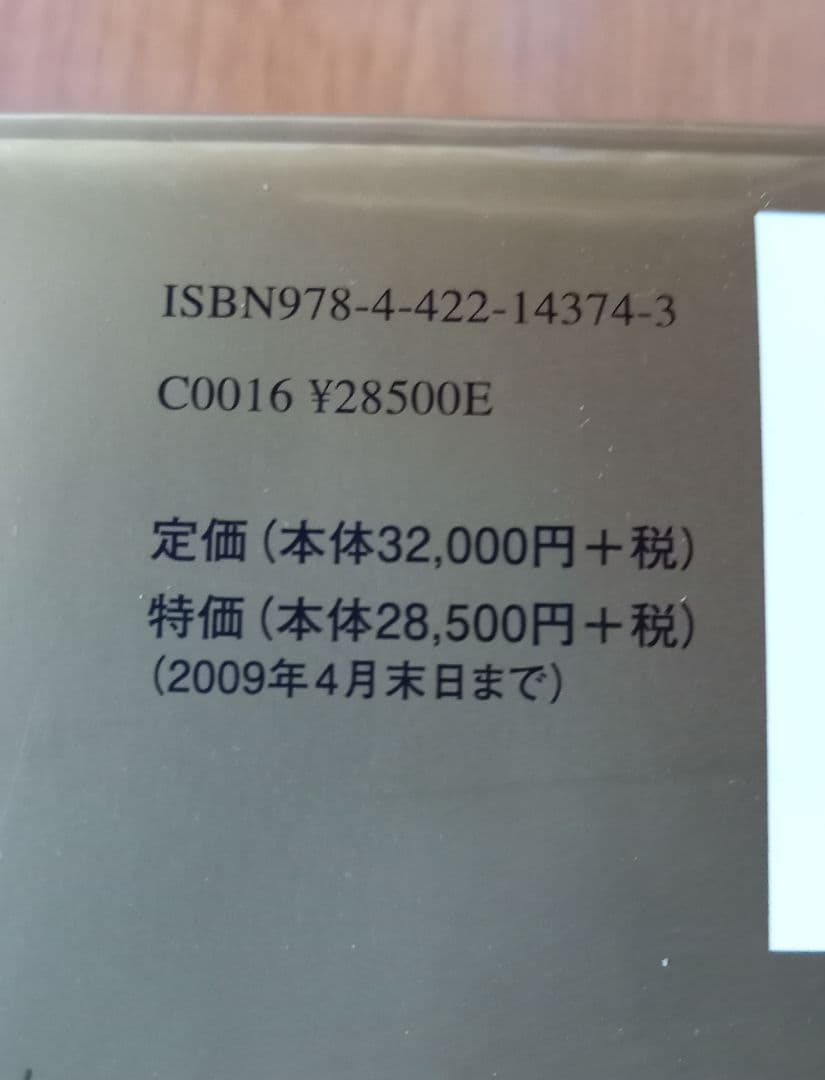 ISBN978-4-422-14374-3
C0016 ¥28500E
定価(本体32,000円＋税)
特価(本体28,500円＋税)
(2009年4月末日まで)